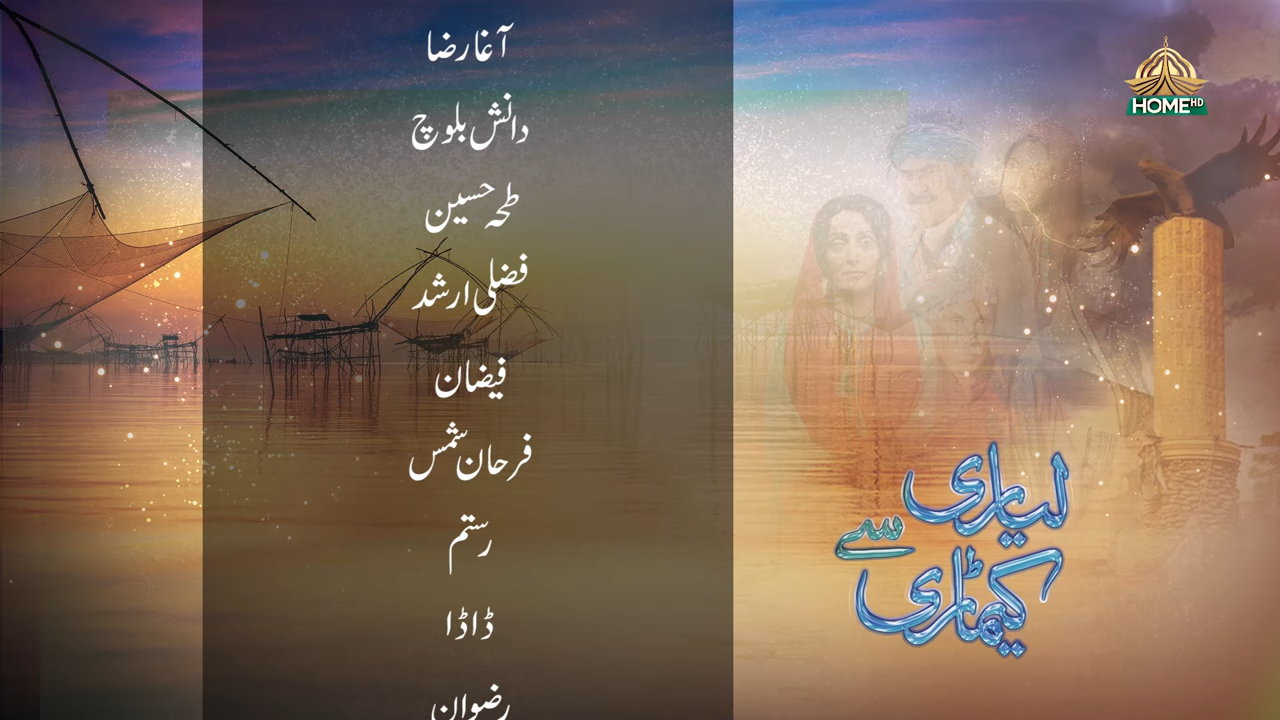 آغا رضا
دانش بلوچ
طحہ حسین
فضلی ارشد
فیضان
فرحان شمس
رستم
ڈاڈا
رضوان
HOME HD
لیاری
سے
کیماڑی